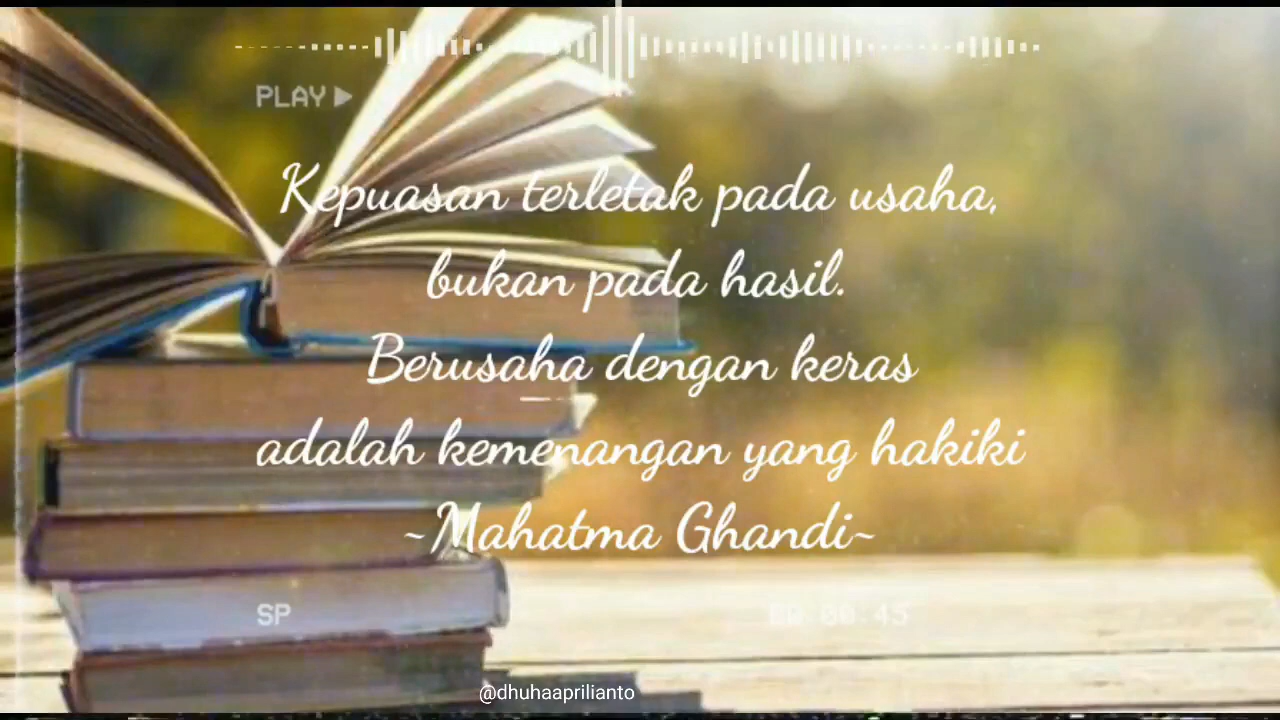 PLAY
Kepuasan terletak pada usaha,
bukan pada hasil.
Berusaha dengan keras
adalah kemenangan yang hakiki
~Mahatma Ghandi~
SP
@dhuhaaprilianto